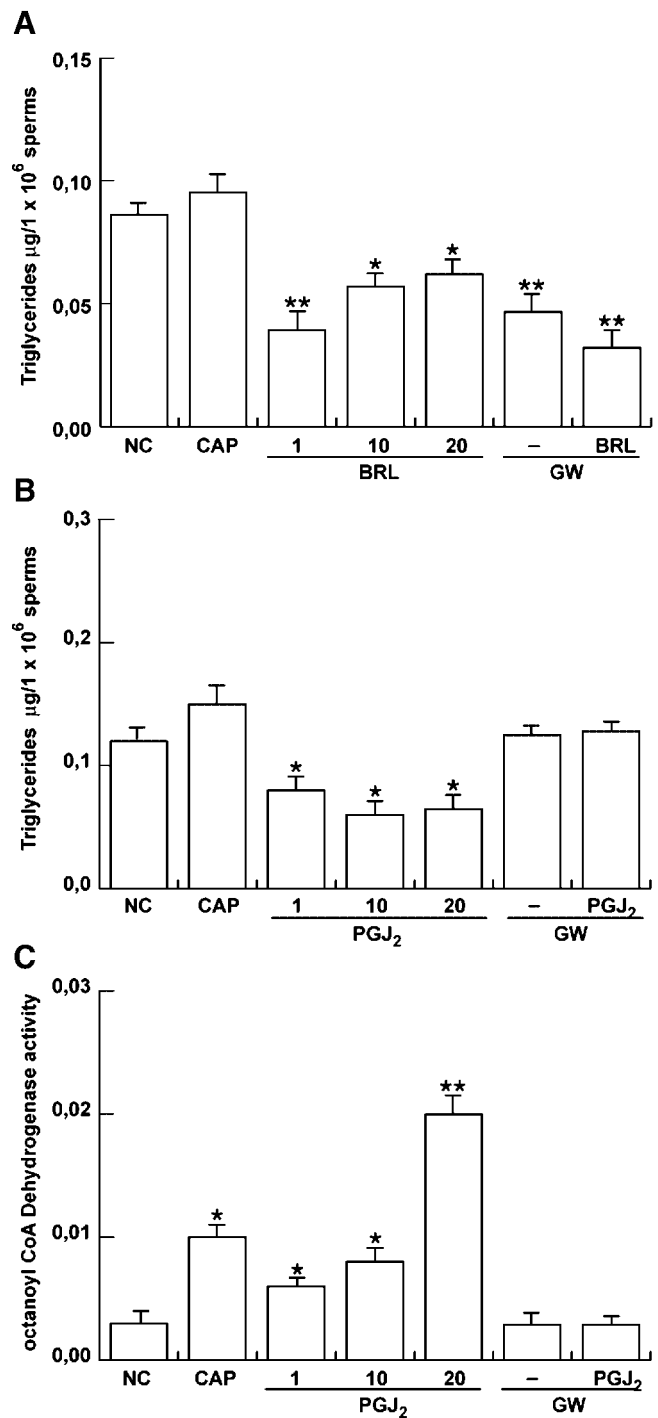 A
Triglycerides µg/1 x 10⁶ sperms
0,15
0,10
0,05
0,00
** * * ** **
NC CAP 1 10 20 – BRL
BRL GW
B
Triglycerides µg/1 x 10⁶ sperms
0,3
0,2
0,1
0,0
* * *
NC CAP 1 10 20 – PGJ₂
PGJ₂ GW
C
octanoyl CoA Dehydrogenase activity
0,03
0,02
0,01
0,00
* * * **
NC CAP 1 10 20 – PGJ₂
PGJ₂ GW